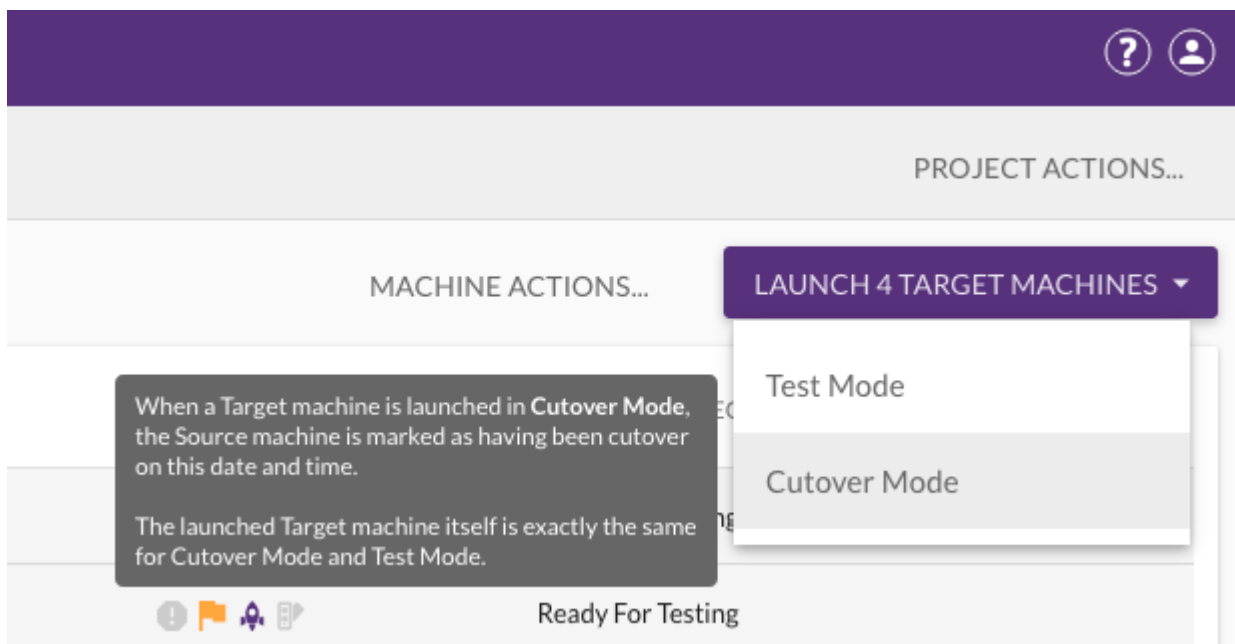 ?
PROJECT ACTIONS...
MACHINE ACTIONS...
LAUNCH 4 TARGET MACHINES
Test Mode
Cutover Mode
When a Target machine is launched in Cutover Mode,
the Source machine is marked as having been cutover
on this date and time.
The launched Target machine itself is exactly the same
for Cutover Mode and Test Mode.
Ready For Testing